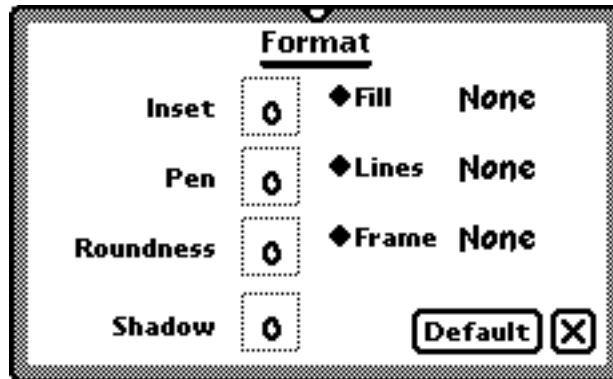 Format
Inset 0 ◆Fill None
Pen 0 ◆Lines None
Roundness 0 ◆Frame None
Shadow 0 Default X